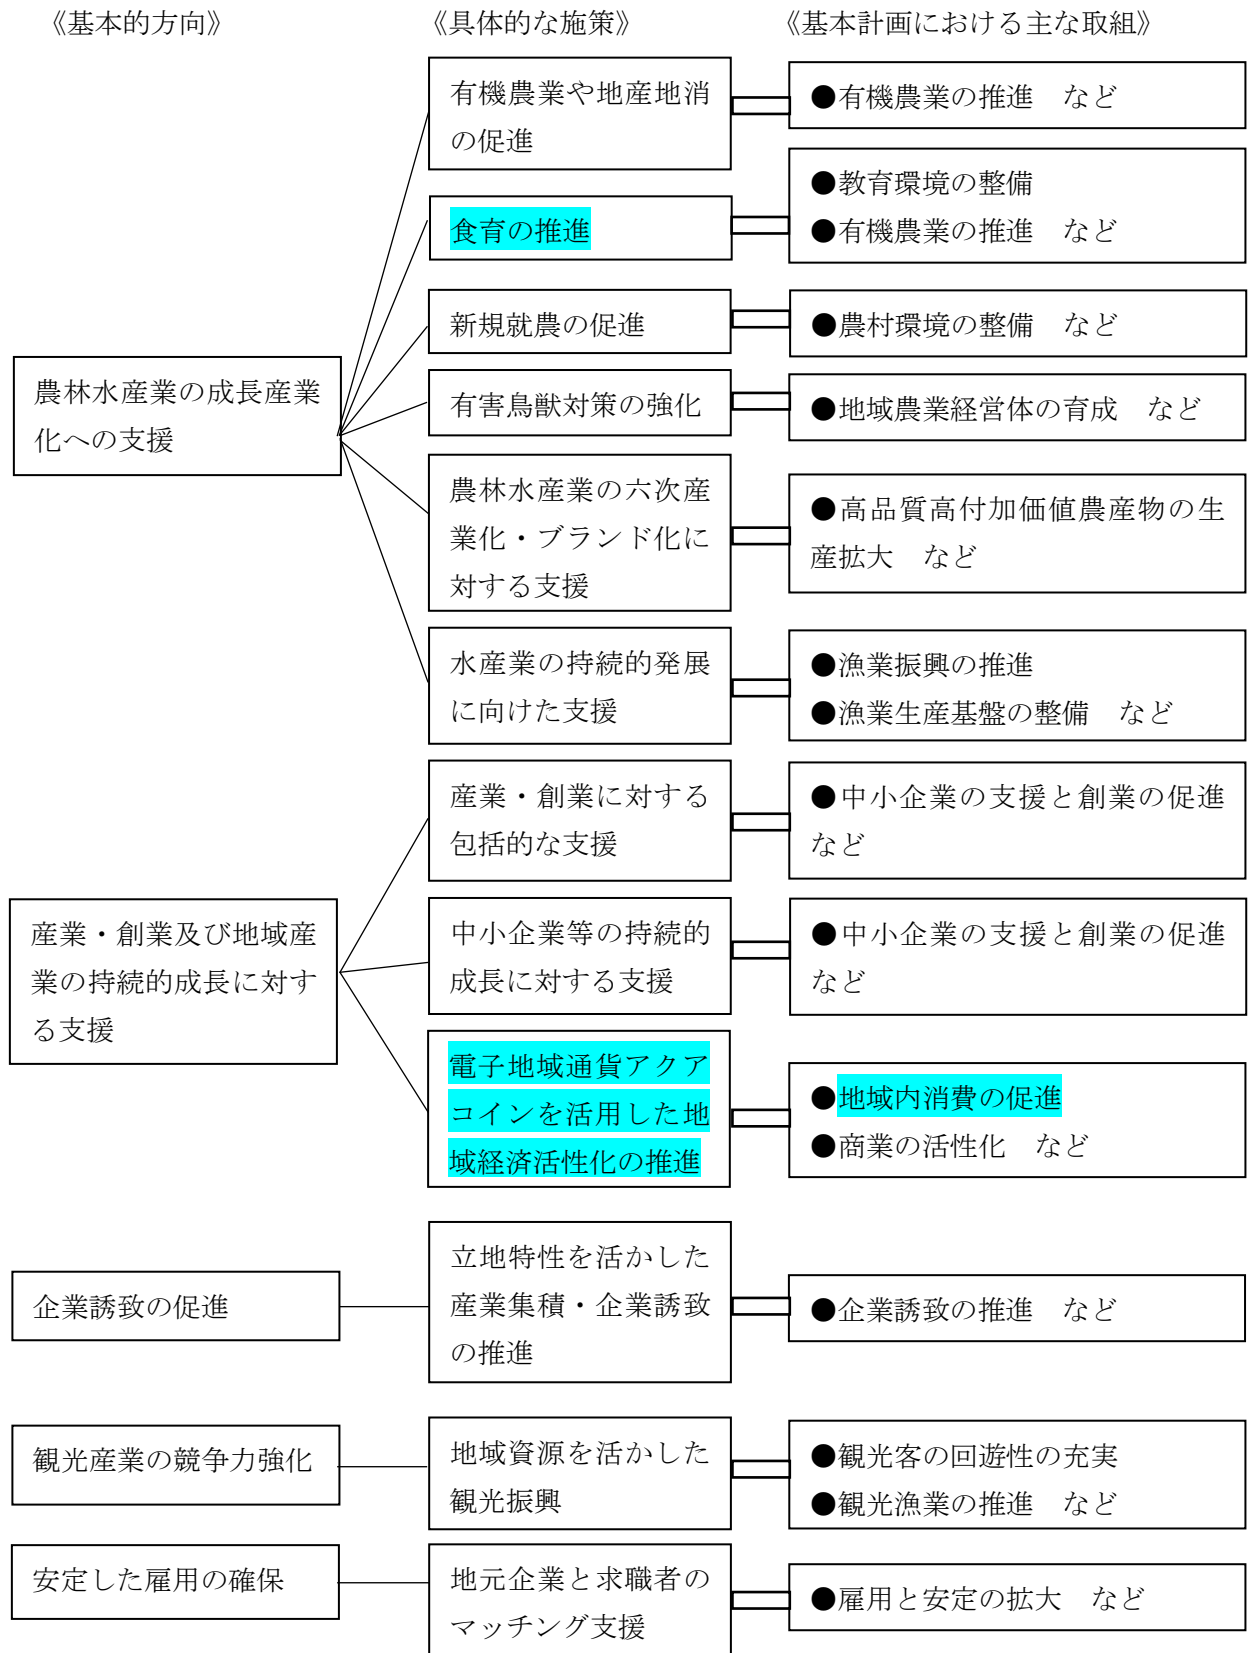 《基本的方向》
《具体的な施策》
《基本計画における主な取組》
農林水産業の成長産業
化への支援
有機農業や地産地消
の促進
●有機農業の推進　など
食育の推進
●教育環境の整備
●有機農業の推進　など
新規就農の促進
●農村環境の整備　など
有害鳥獣対策の強化
●地域農業経営体の育成　など
農林水産業の六次産
業化・ブランド化に
対する支援
●高品質高付加価値農産物の生
産拡大　など
水産業の持続的発展
に向けた支援
●漁業振興の推進
●漁業生産基盤の整備　など
産業・創業及び地域産
業の持続的成長に対す
る支援
産業・創業に対する
包括的な支援
●中小企業の支援と創業の促進
など
中小企業等の持続的
成長に対する支援
●中小企業の支援と創業の促進
など
電子地域通貨アクア
コインを活用した地
域経済活性化の推進
●地域内消費の促進
●商業の活性化　など
企業誘致の促進
立地特性を活かした
産業集積・企業誘致
の推進
●企業誘致の推進　など
観光産業の競争力強化
地域資源を活かした
観光振興
●観光客の回遊性の充実
●観光漁業の推進　など
安定した雇用の確保
地元企業と求職者の
マッチング支援
●雇用と安定の拡大　など